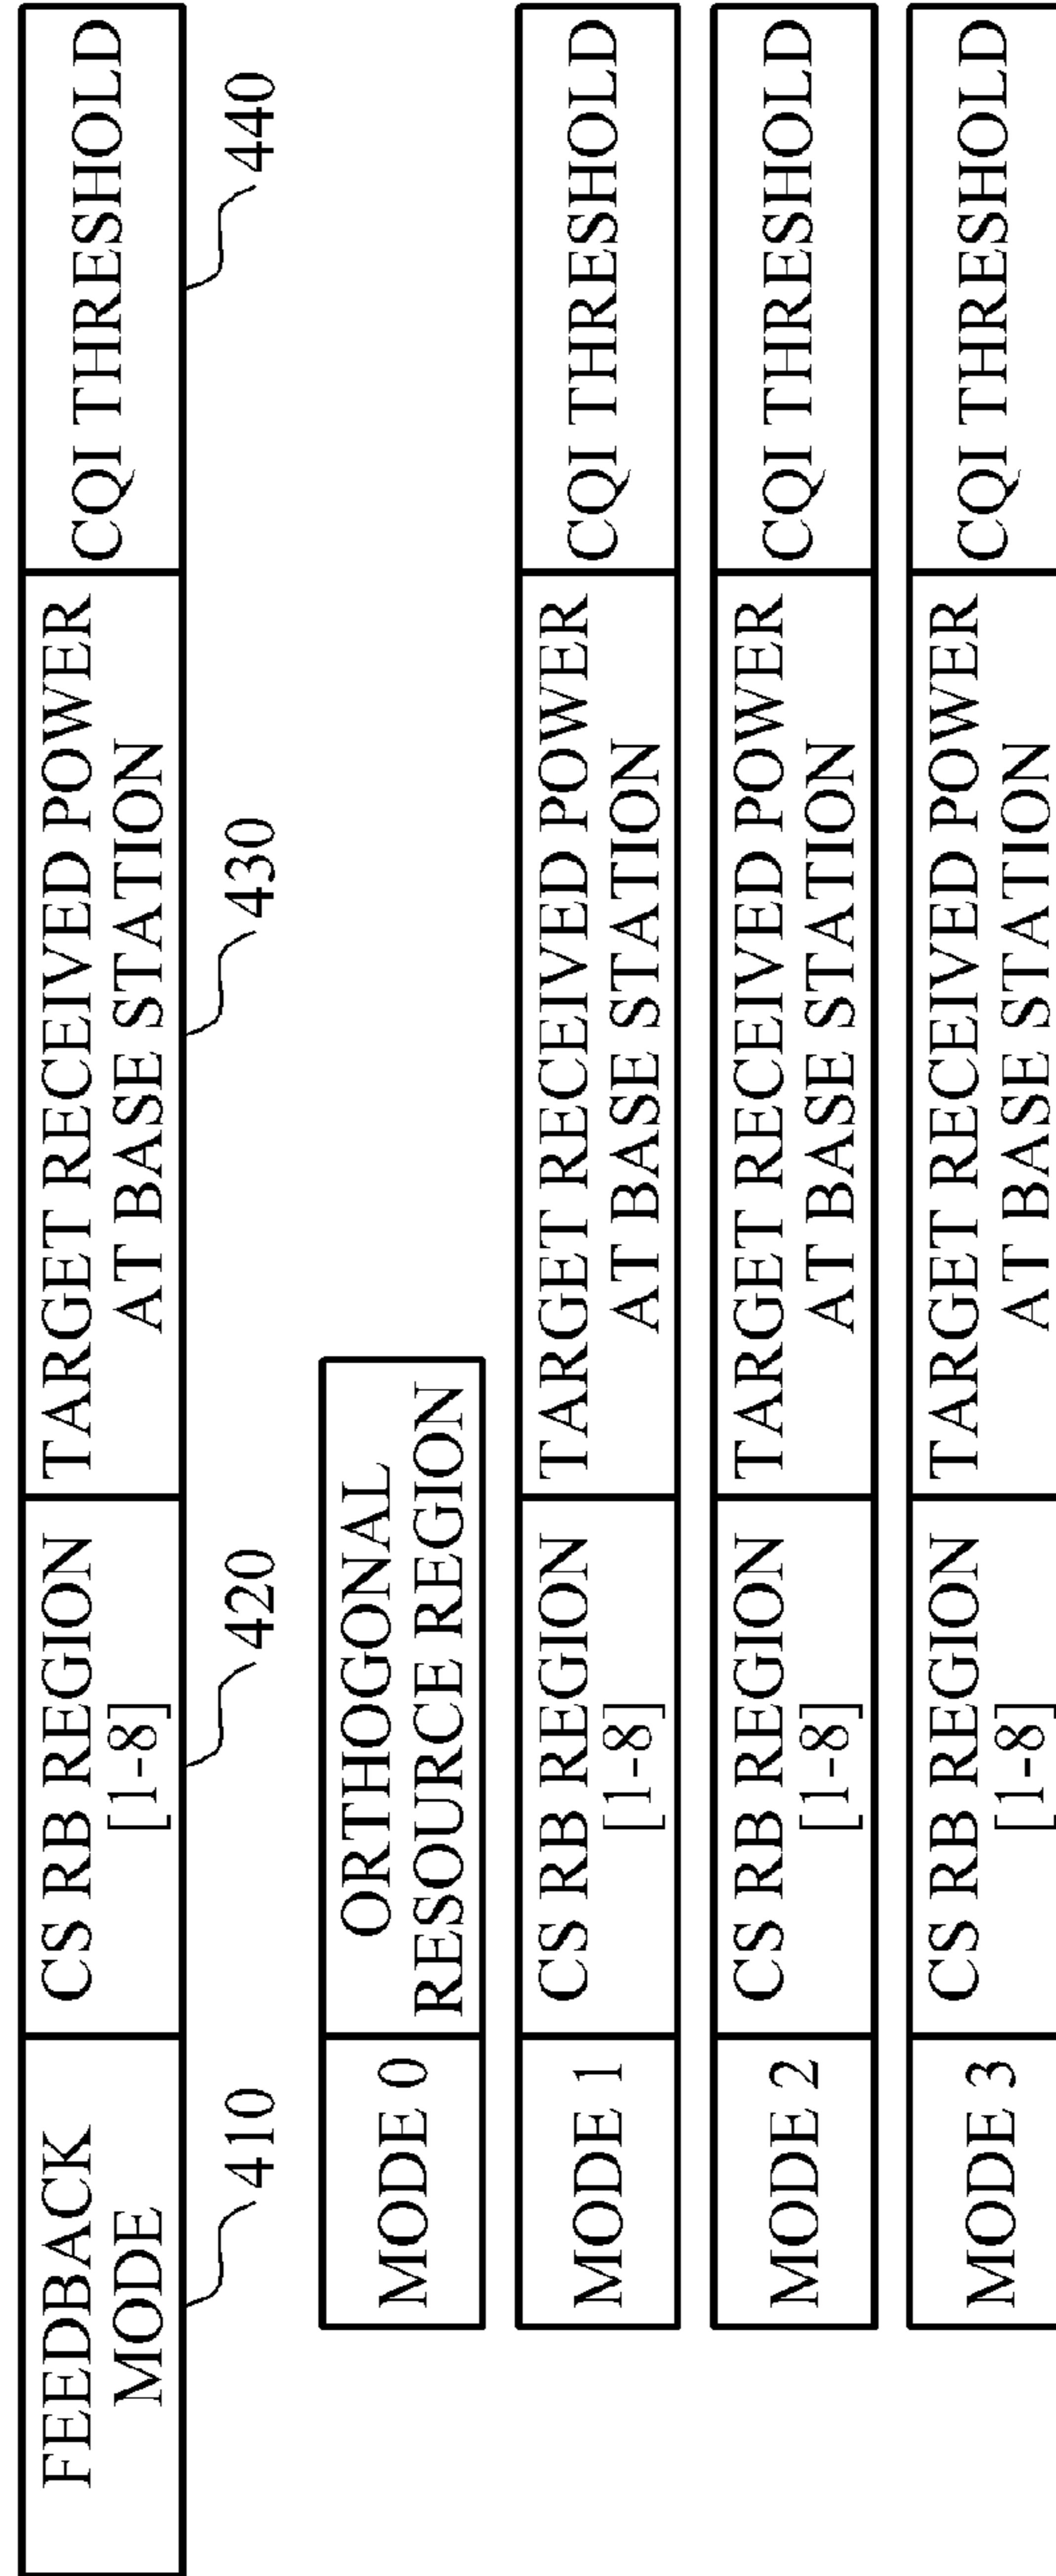 FEEDBACK
MODE
CS RB REGION
[1-8]
TARGET RECEIVED POWER
AT BASE STATION
CQI THRESHOLD
410
420
430
440
MODE 0
ORTHOGONAL
RESOURCE REGION
MODE 1
CS RB REGION
[1-8]
TARGET RECEIVED POWER
AT BASE STATION
CQI THRESHOLD
MODE 2
CS RB REGION
[1-8]
TARGET RECEIVED POWER
AT BASE STATION
CQI THRESHOLD
MODE 3
CS RB REGION
[1-8]
TARGET RECEIVED POWER
AT BASE STATION
CQI THRESHOLD